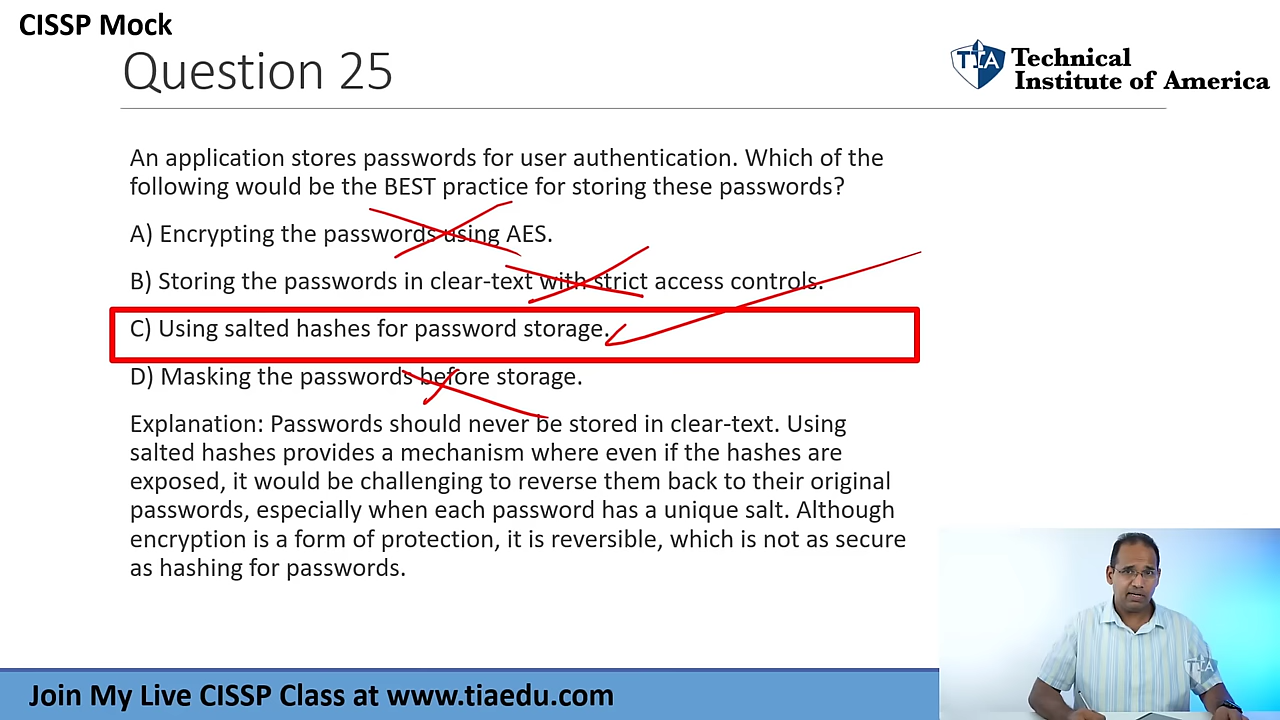 CISSP Mock
Question 25
TIA Technical
Institute of America
An application stores passwords for user authentication. Which of the
following would be the BEST practice for storing these passwords?
A) Encrypting the passwords using AES.
B) Storing the passwords in clear-text with strict access controls.
C) Using salted hashes for password storage.
D) Masking the passwords before storage.
Explanation: Passwords should never be stored in clear-text. Using
salted hashes provides a mechanism where even if the hashes are
exposed, it would be challenging to reverse them back to their original
passwords, especially when each password has a unique salt. Although
encryption is a form of protection, it is reversible, which is not as secure
as hashing for passwords.
TIA
Join My Live CISSP Class at www.tiaedu.com